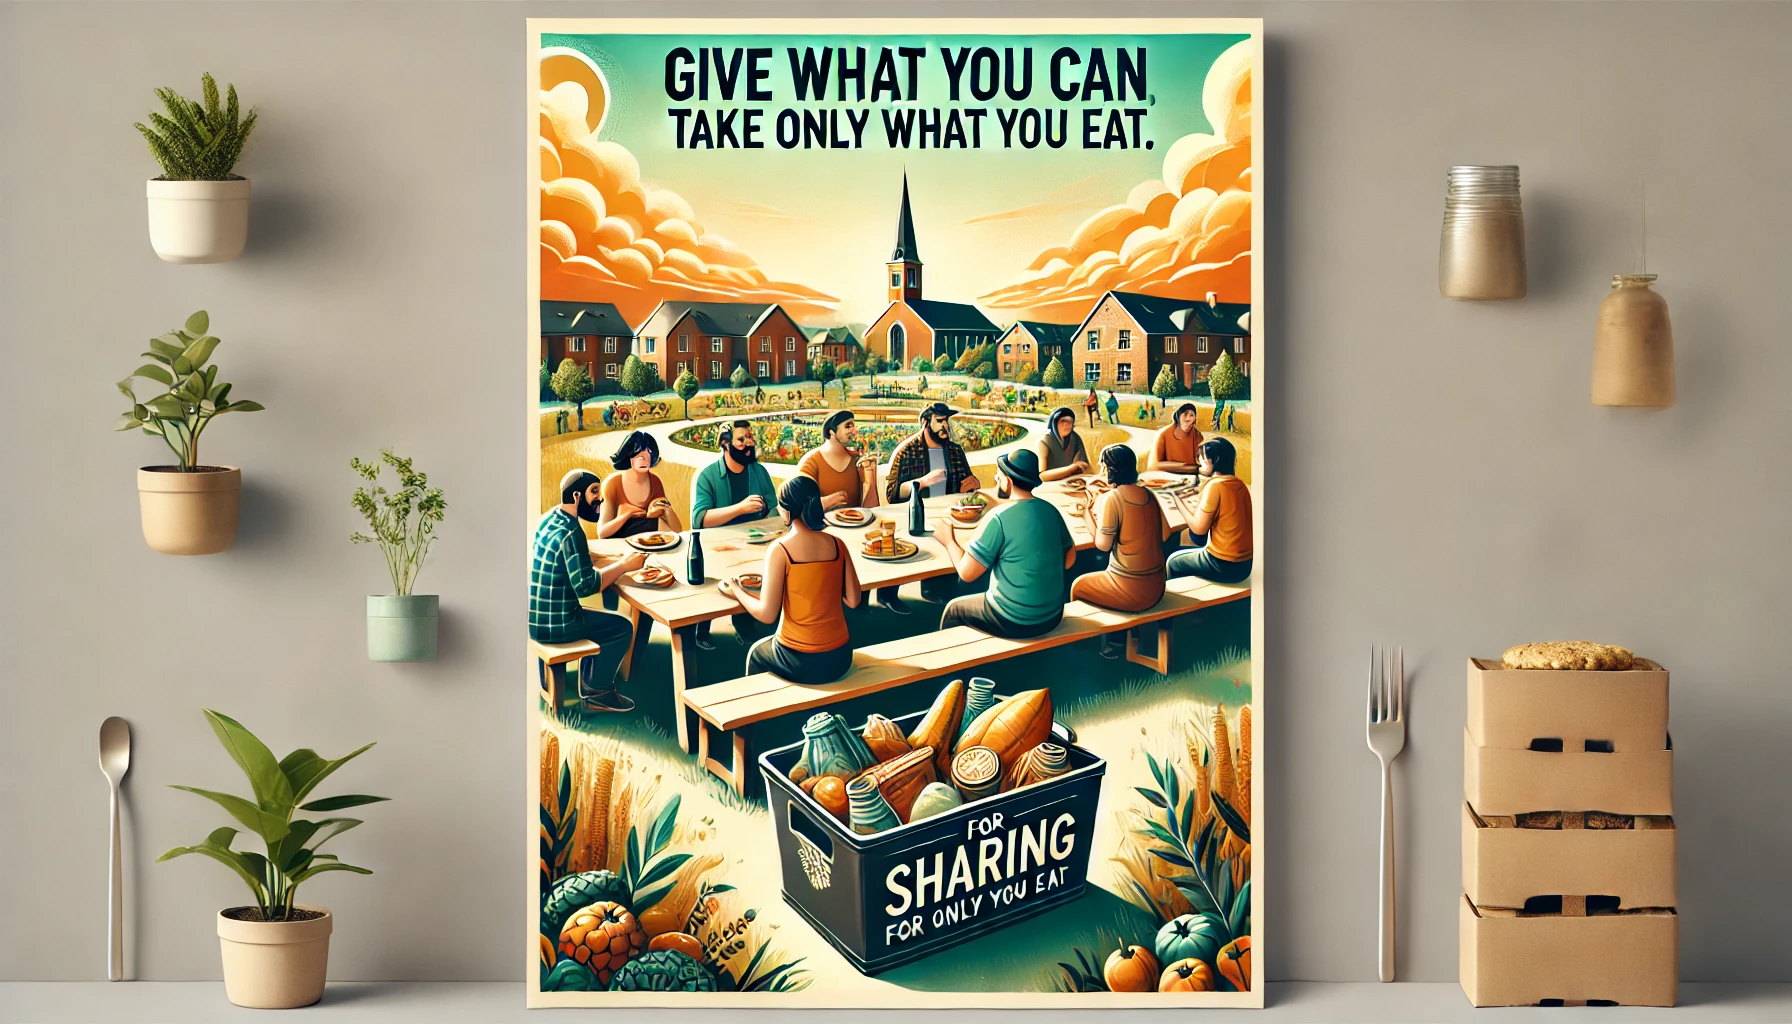 GIVE WHAT YOU CAN,
TAKE ONLY WHAT YOU EAT.
FOR
SHARING
FOR ONLY YOU EAT